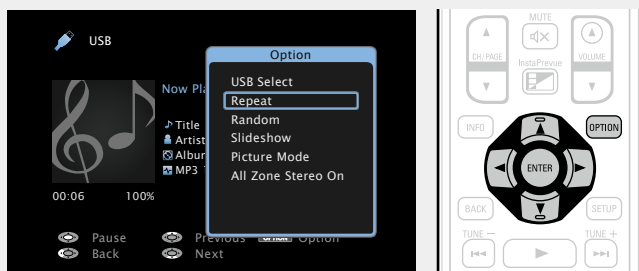 USB
Option
USB Select
Now Pla
Repeat
Random
Title
Slideshow
Artist
Picture Mode
Albur
MP3
All Zone Stereo On
00:06 100%
Pause Previous OPTION Option
Back Next
MUTE
CH/PAGE InstaPrevue VOLUME
INFO OPTION
ENTER
BACK SETUP
TUNE − TUNE +